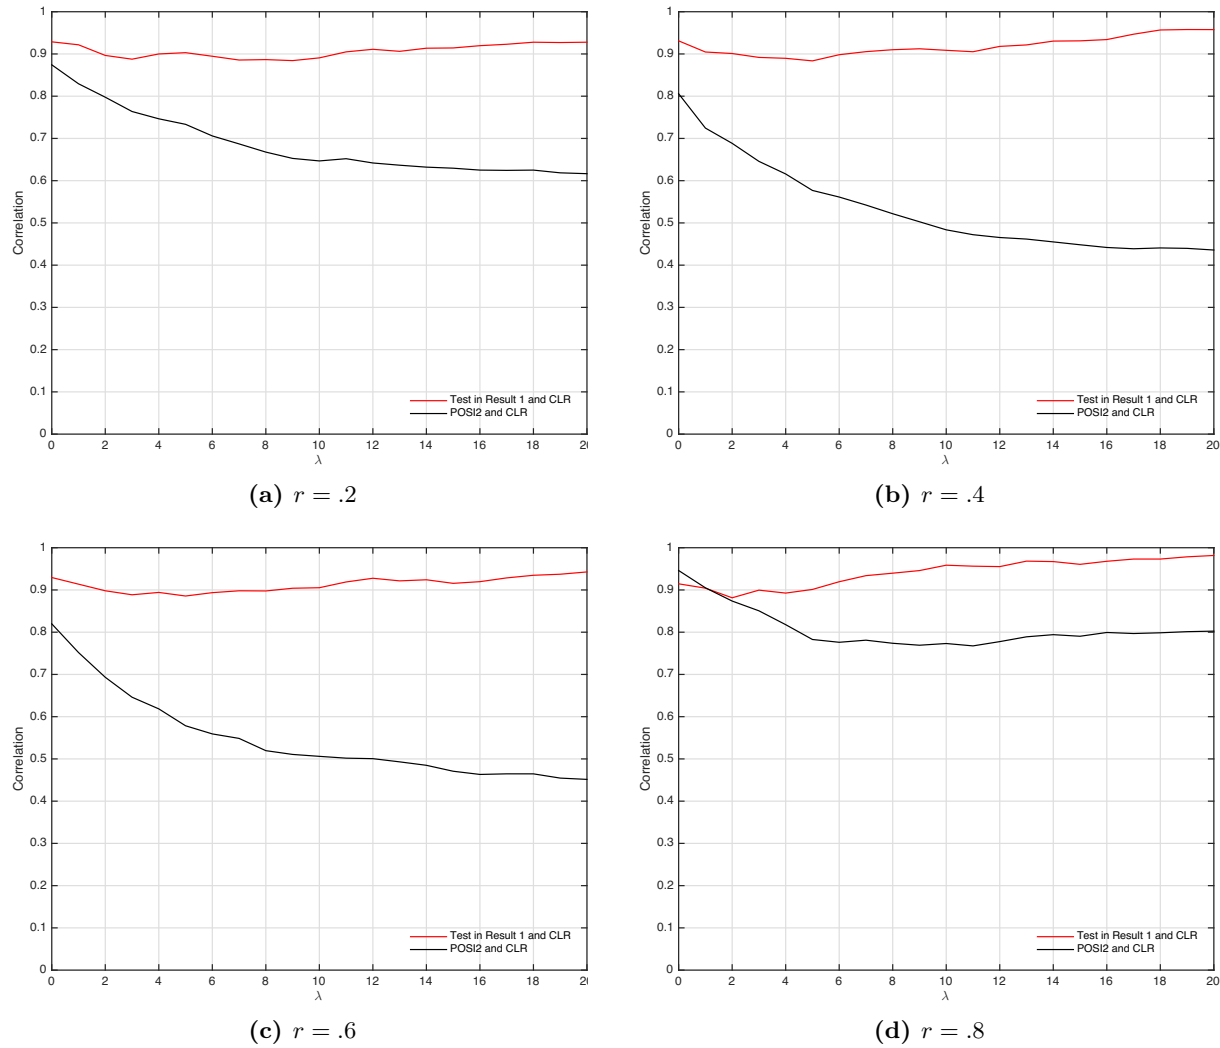 1
0.9
0.8
0.7
0.6
0.5
0.4
0.3
0.2
0.1
0
Correlation
Test in Result 1 and CLR
POSI2 and CLR
0 2 4 6 8 10 12 14 16 18 20
λ
(a) r = .2
1
0.9
0.8
0.7
0.6
0.5
0.4
0.3
0.2
0.1
0
Correlation
Test in Result 1 and CLR
POSI2 and CLR
0 2 4 6 8 10 12 14 16 18 20
λ
(b) r = .4
1
0.9
0.8
0.7
0.6
0.5
0.4
0.3
0.2
0.1
0
Correlation
Test in Result 1 and CLR
POSI2 and CLR
0 2 4 6 8 10 12 14 16 18 20
λ
(c) r = .6
1
0.9
0.8
0.7
0.6
0.5
0.4
0.3
0.2
0.1
0
Correlation
Test in Result 1 and CLR
POSI2 and CLR
0 2 4 6 8 10 12 14 16 18 20
λ
(d) r = .8